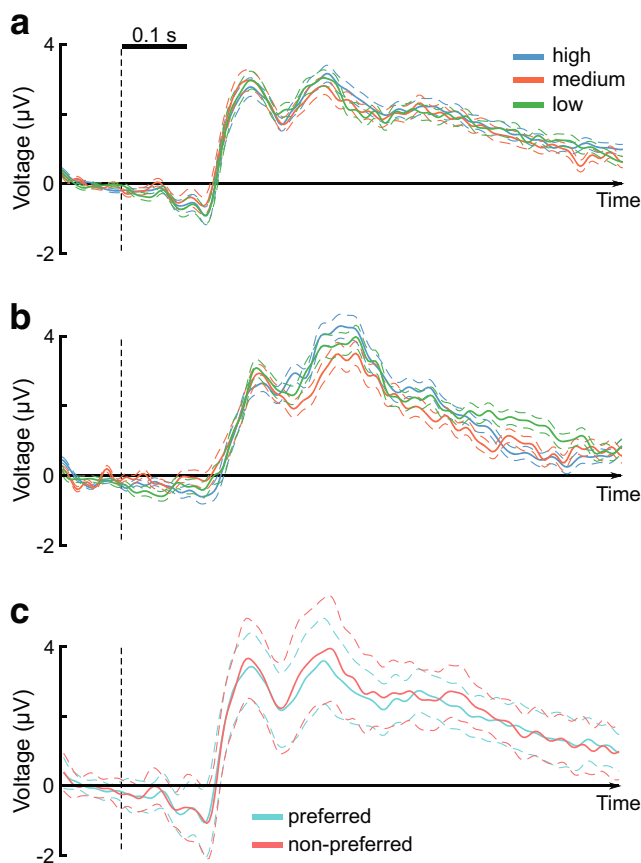 a
0.1 s
4
high
medium
low
Voltage (µV)
0
Time
-2
b
4
Voltage (µV)
0
Time
-2
c
4
Voltage (µV)
0
Time
preferred
non-preferred
-2